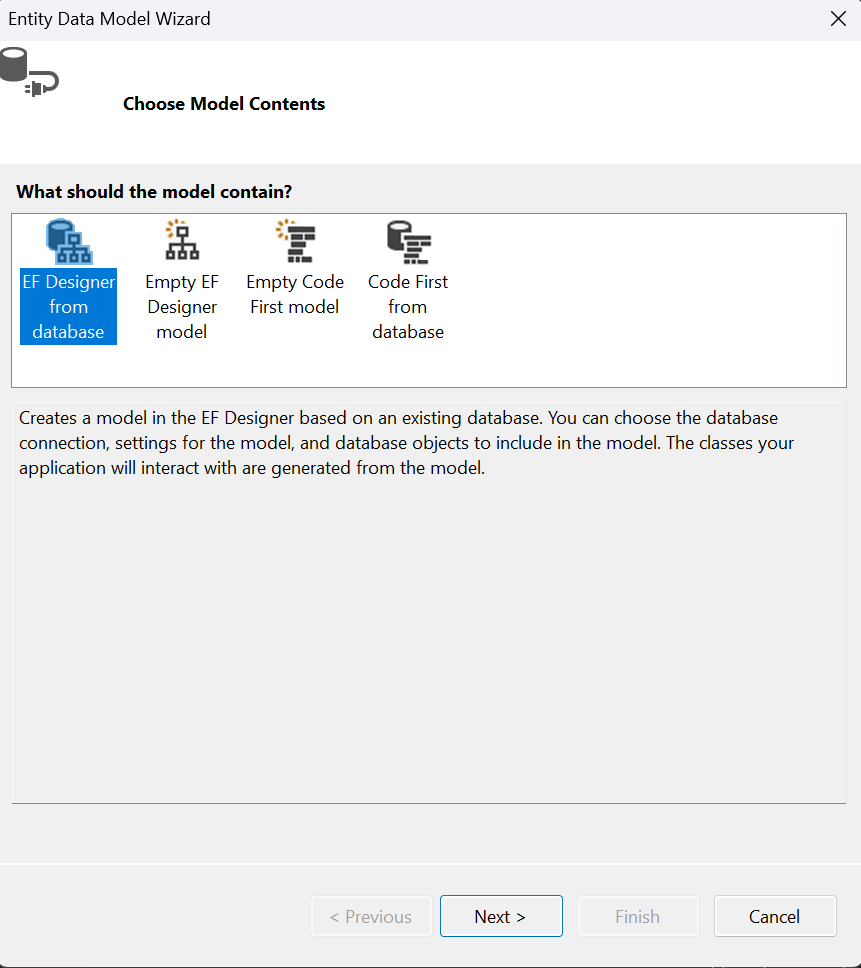 Entity Data Model Wizard
Choose Model Contents
What should the model contain?
EF Designer
from
database
Empty EF
Designer
model
Empty Code
First model
Code First
from
database
Creates a model in the EF Designer based on an existing database. You can choose the database
connection, settings for the model, and database objects to include in the model. The classes your
application will interact with are generated from the model.
< Previous
Next >
Finish
Cancel